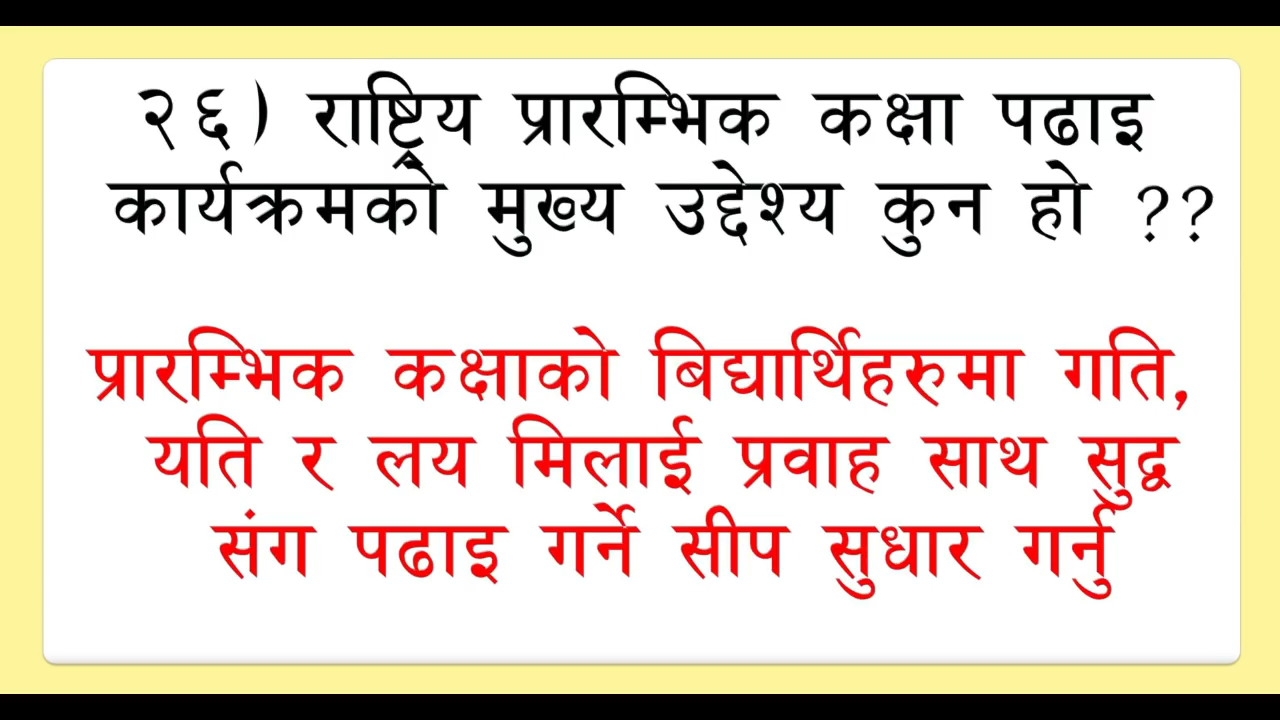 २६) राष्ट्रिय प्रारम्भिक कक्षा पढाइ
कार्यक्रमको मुख्य उद्देश्य कुन हो ??
प्रारम्भिक कक्षाको बिद्यार्थिहरुमा गति,
यति र लय मिलाई प्रवाह साथ सुद्व
संग पढाइ गर्ने सीप सुधार गर्नु